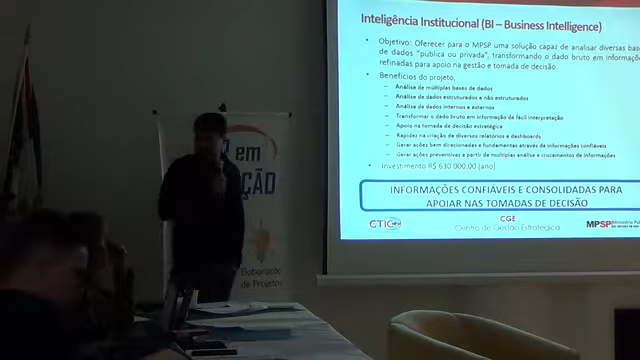 Inteligência Institucional (BI – Business Intelligence)
• Objetivo: Oferecer para o MPSP uma solução capaz de analisar diversas bas
de dados "pública ou privada", transformando o dado bruto em informaçõ
refinadas para apoio na gestão e tomada de decisão.
• Benefícios do projeto,
– Análise de múltiplas bases de dados
– Análise de dados estruturados e não estruturados
– Análise de dados internos e externos
– Transformar o dado bruto em informação de fácil interpretação
– Apoio na tomada de decisão estratégica
– Rapidez na criação de diversos relatórios e dashboards
– Gerar ações bem direcionadas e fundamentas através de informações confiáveis
– Gerar ações preventivas a partir de múltiplas análise e cruzamentos de informações
• Investimento R$ 630.000,00 (ano)
INFORMAÇÕES CONFIÁVEIS E CONSOLIDADAS PARA
APOIAR NAS TOMADAS DE DECISÃO
CTIC
CGE
Centro de Gestão Estratégica
MPSP
em
ÇÃO
Elaboração
de Projetos